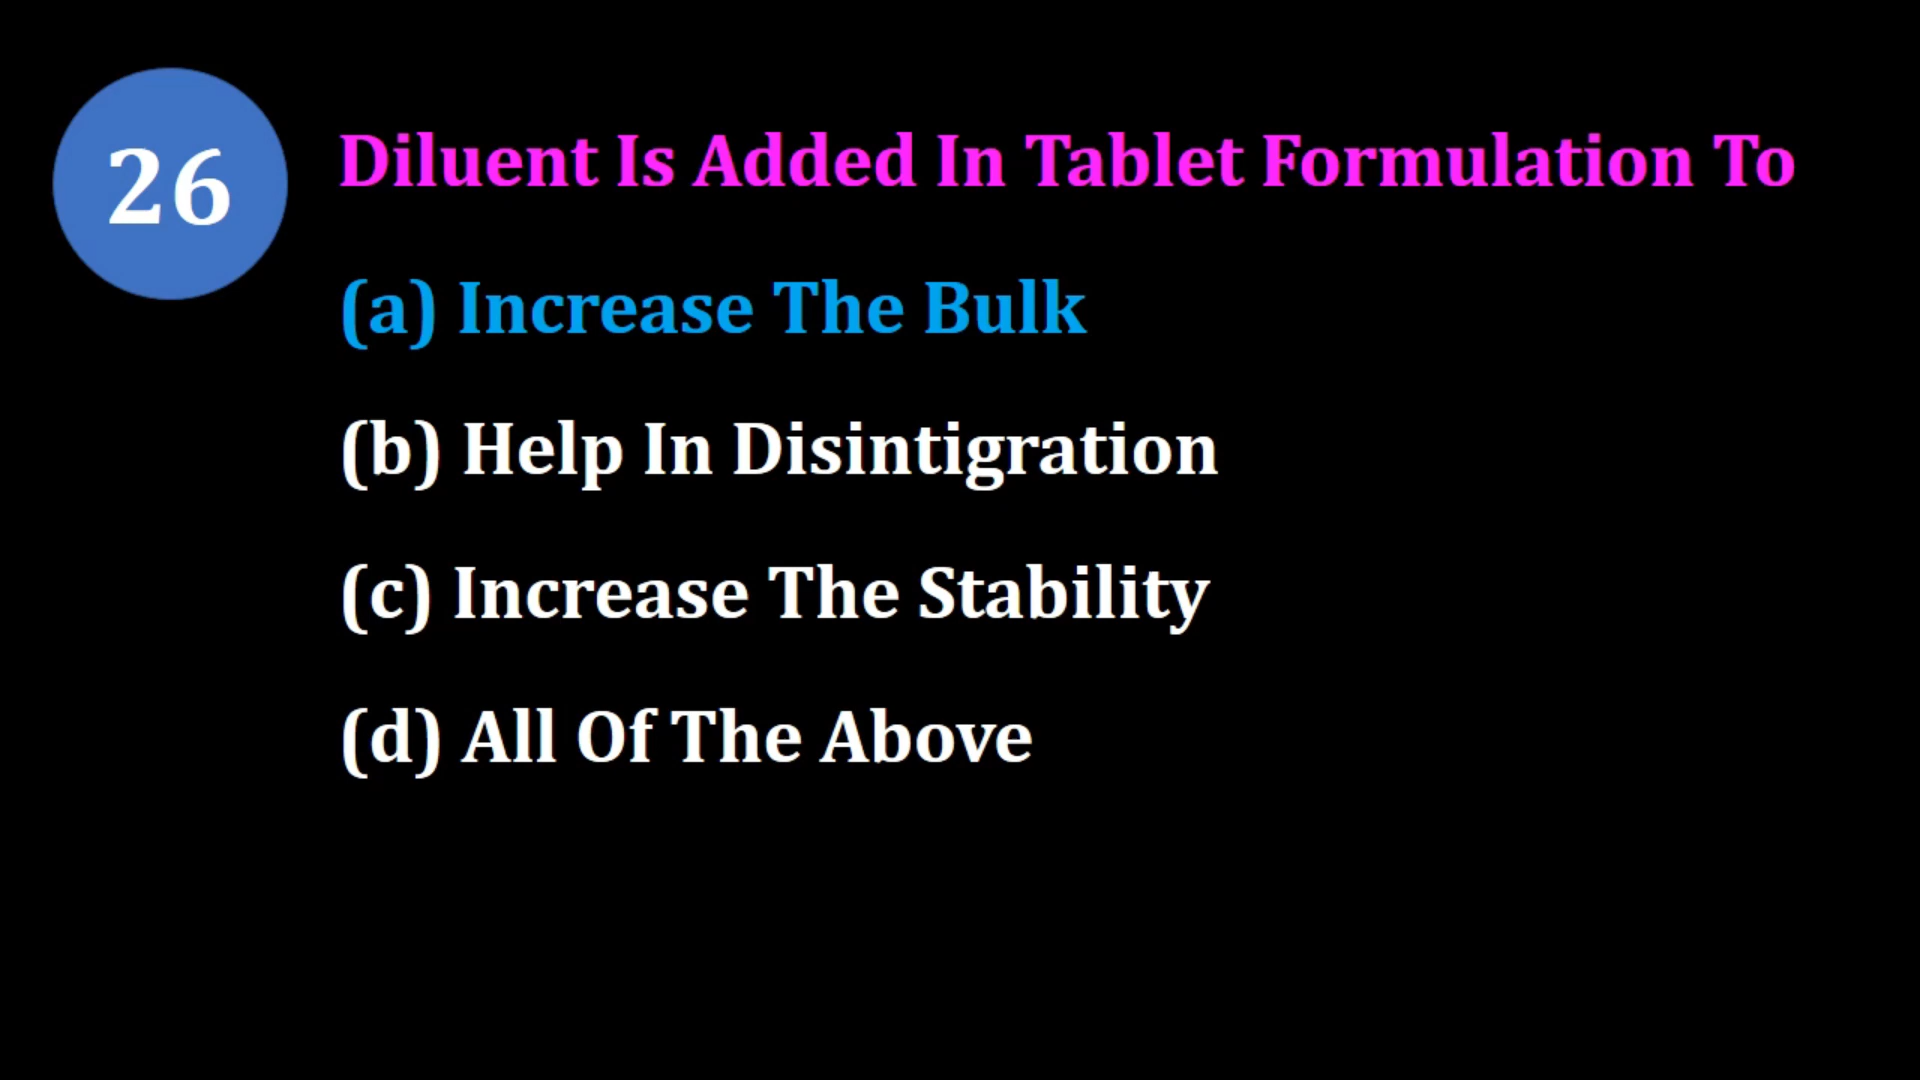 26
Diluent Is Added In Tablet Formulation To
(a) Increase The Bulk
(b) Help In Disintigration
(c) Increase The Stability
(d) All Of The Above